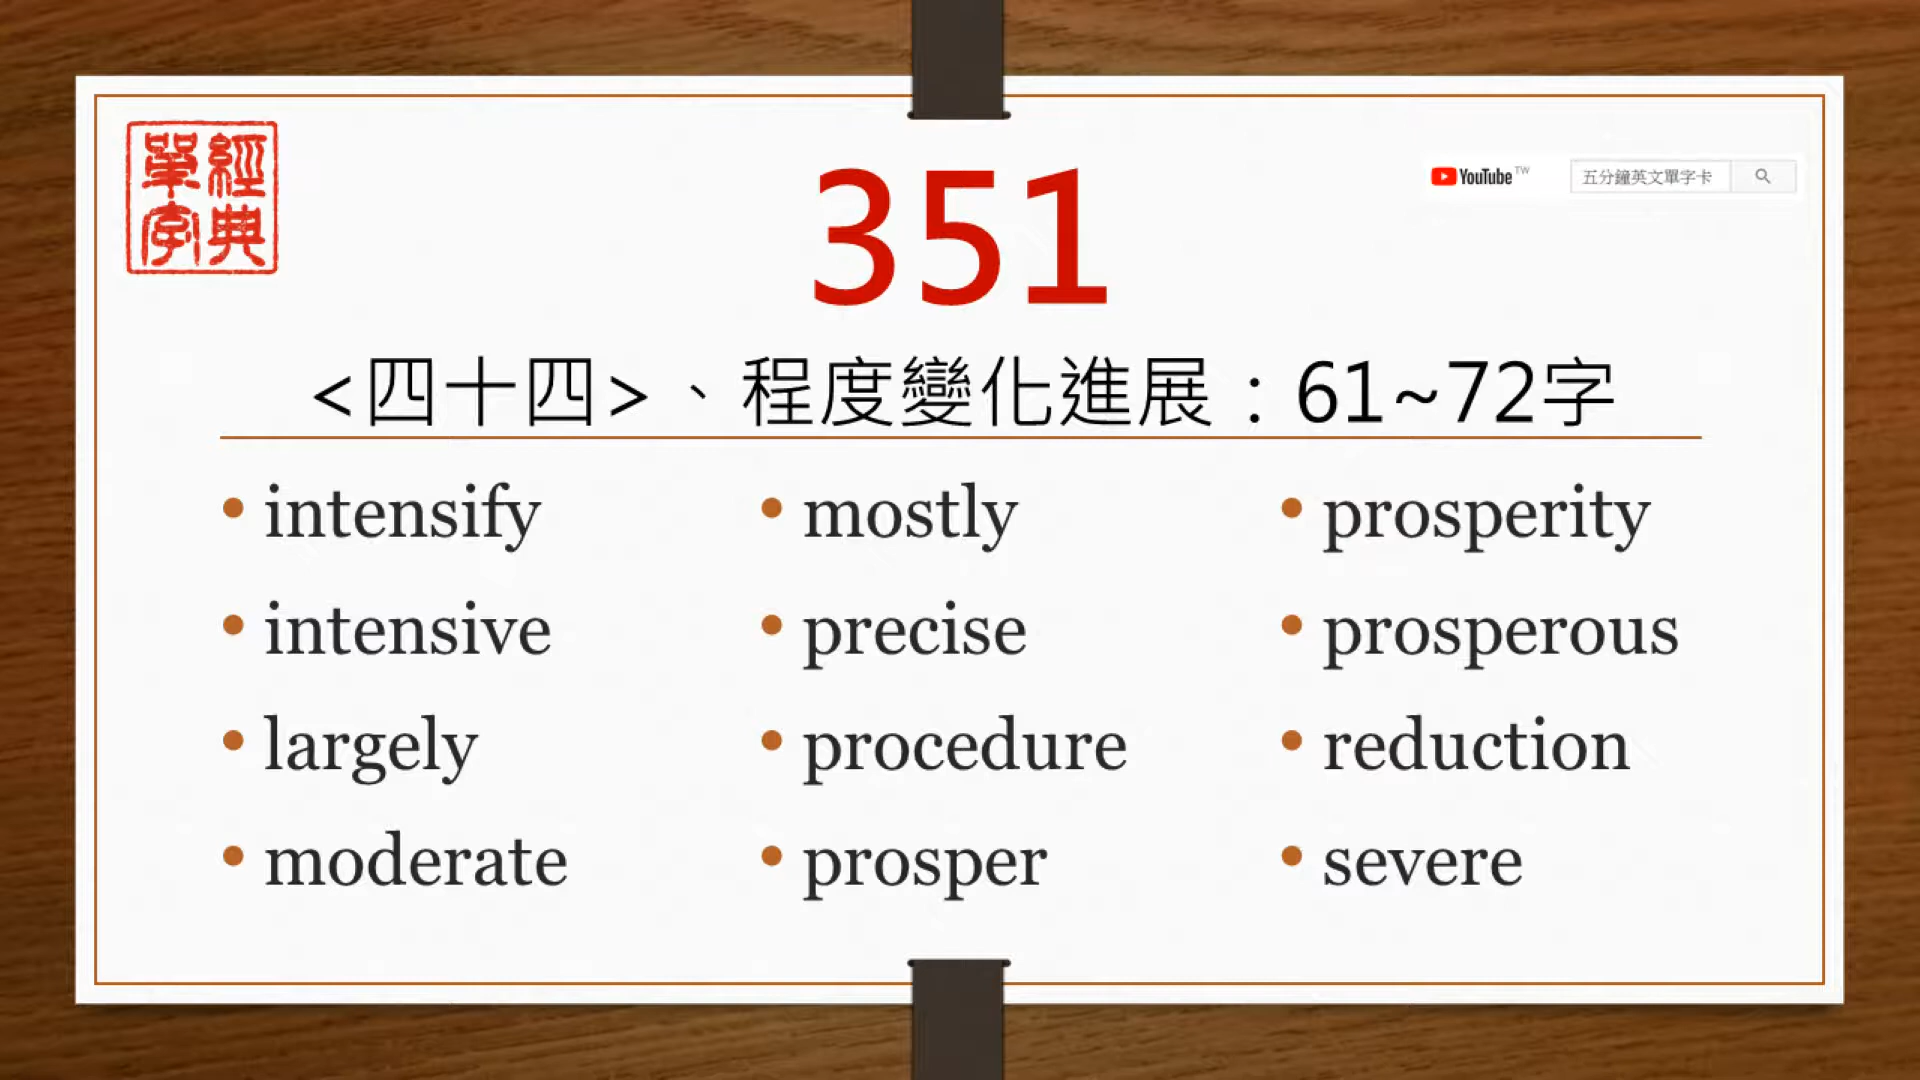 經典
單字
351
YouTube TW
五分鐘英文單字卡
<四十四>、程度變化進展：61~72字
• intensify
• intensive
• largely
• moderate
• mostly
• precise
• procedure
• prosper
• prosperity
• prosperous
• reduction
• severe